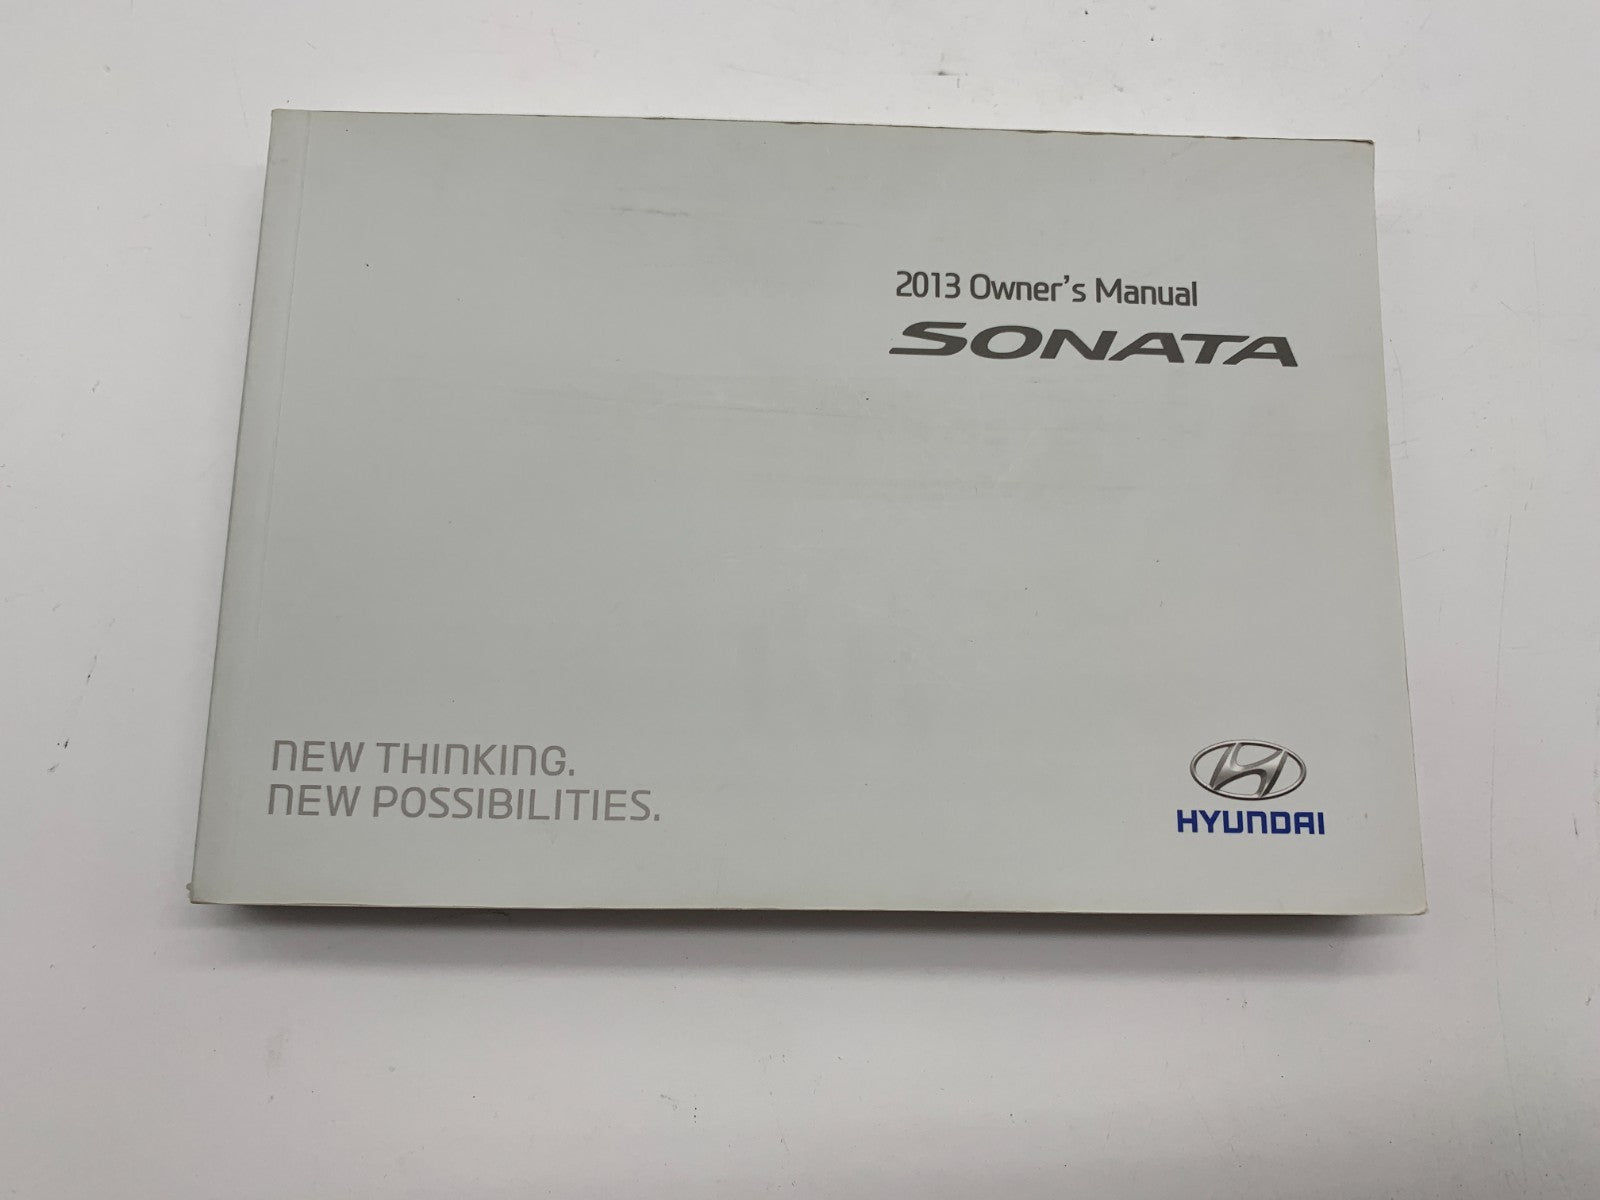 2013 Owner's Manual
SONATA
NEW THINKING.
NEW POSSIBILITIES.
HYUNDAI